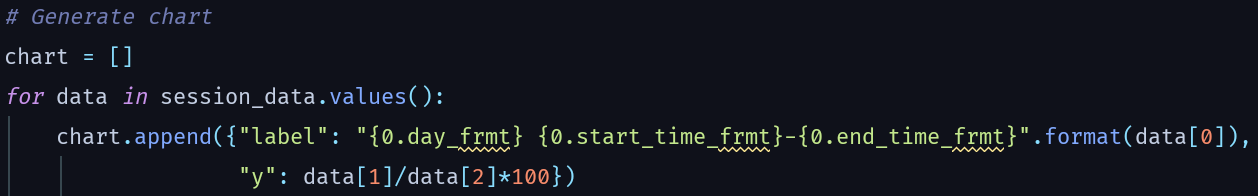 # Generate chart
chart = []
for data in session_data.values():
chart.append({"label": "{0.day_frmt} {0.start_time_frmt}-{0.end_time_frmt}".format(data[0]),
"y": data[1]/data[2]*100})